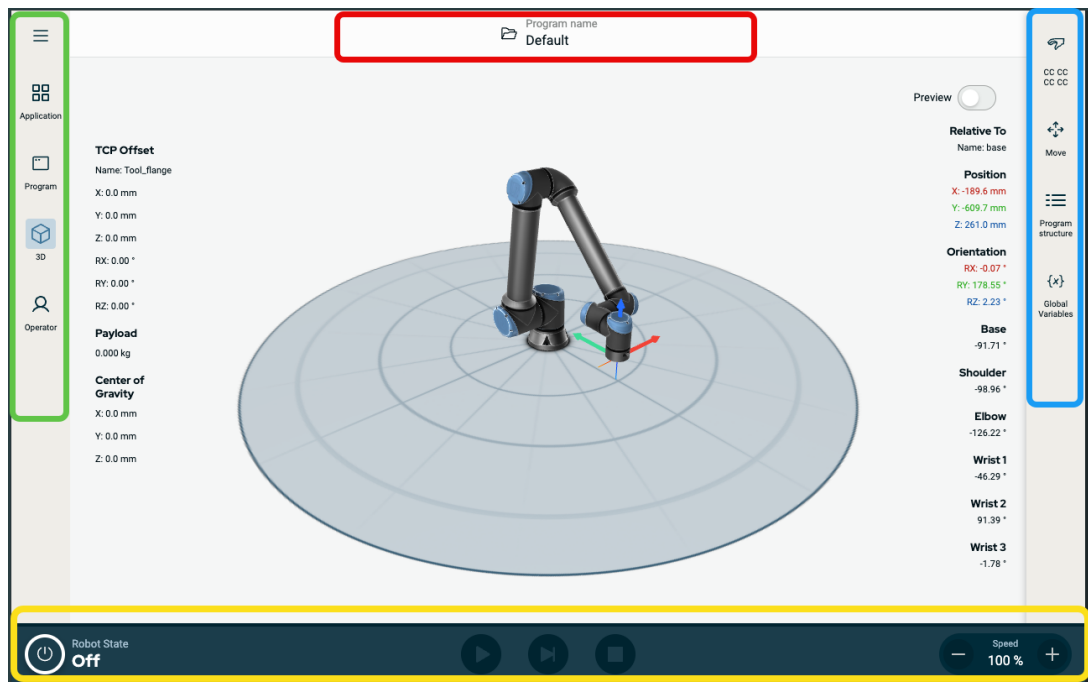 Program name
Default
Application
Program
3D
Operator
TCP Offset
Name: Tool_flange
X: 0.0 mm
Y: 0.0 mm
Z: 0.0 mm
RX: 0.00 °
RY: 0.00 °
RZ: 0.00 °
Payload
0.000 kg
Center of
Gravity
X: 0.0 mm
Y: 0.0 mm
Z: 0.0 mm
Preview
Relative To
Name: base
Position
X: -189.6 mm
Y: -609.7 mm
Z: 261.0 mm
Orientation
RX: -0.07 °
RY: 178.55 °
RZ: 2.23 °
Base
-91.71 °
Shoulder
-98.96 °
Elbow
-126.22 °
Wrist 1
-46.29 °
Wrist 2
91.39 °
Wrist 3
-1.78 °
CC CC
CC CC
Move
Program
structure
{x}
Global
Variables
Robot State
Off
Speed
100 %